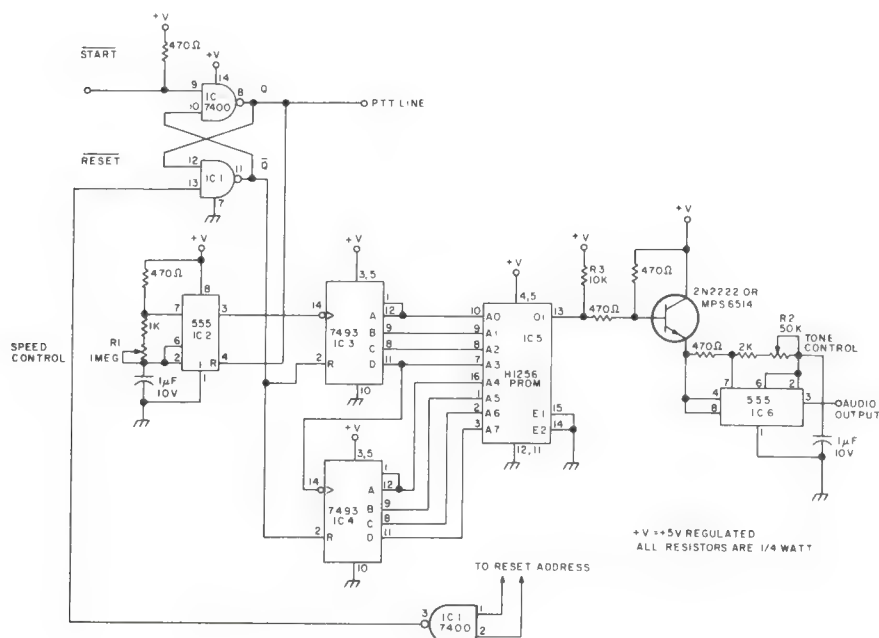 +V
470Ω
START
+V
14
9
IC
7400
8
Q
10
PTT LINE
RESET
12
Q
IC1
11
13
7
+V
470Ω
8
7
555
IC2
3
1K
SPEED
CONTROL
R1
1MEG
6
2
R
4
1µF
10V
1
+V
3,5
1
14
A
12
7493
IC 3
B
9
C
8
2
R
D
11
10
+V
3,5
1
14
A
12
7493
IC 4
B
9
C
8
2
R
D
11
10
4,5
10
A0
O1
13
9
A1
8
A2
IC5
7
A3
16
A4
H1256
PROM
1
A5
2
A6
E1
15
3
A7
E2
14
12,11
+V
R3
10K
470Ω
470Ω
+V
2N2222 OR
MPS6514
R2
50K
470Ω
2K
TONE
CONTROL
7
6
2
4
8
555
IC 6
3
AUDIO
OUTPUT
1
1µF
10V
+V = +5V REGULATED
ALL RESISTORS ARE 1/4 WATT
TO RESET ADDRESS
3
IC 1
7400
1
2